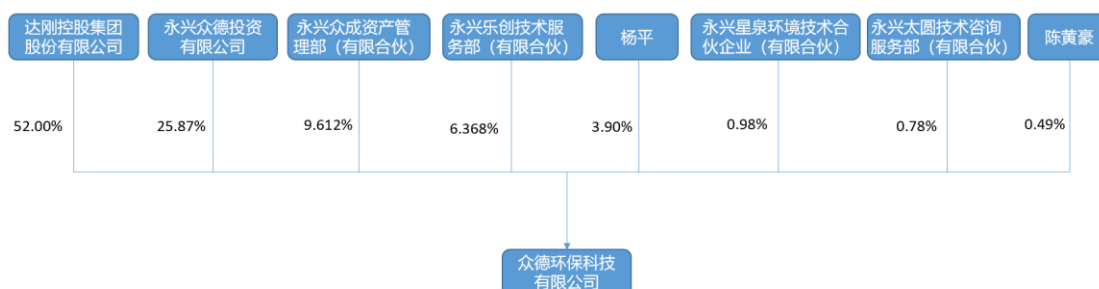 达刚控股集团
股份有限公司
永兴众德投资
有限公司
永兴众成资产管
理部（有限合伙）
永兴乐创技术服
务部（有限合伙）
杨平
永兴星泉环境技术合
伙企业（有限合伙）
永兴太圆技术咨询
服务部（有限合伙）
陈黄豪
52.00%
25.87%
9.612%
6.368%
3.90%
0.98%
0.78%
0.49%
众德环保科技
有限公司